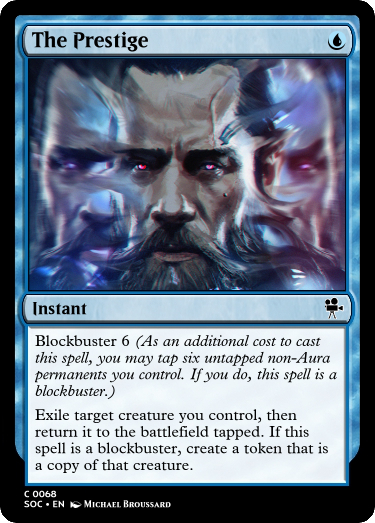 The Prestige
Instant
Blockbuster 6 (As an additional cost to cast
this spell, you may tap six untapped non-Aura
permanents you control. If you do, this spell is a
blockbuster.)
Exile target creature you control, then
return it to the battlefield tapped. If this
spell is a blockbuster, create a token that is
a copy of that creature.
C 0068
SOC • EN Michael Broussard